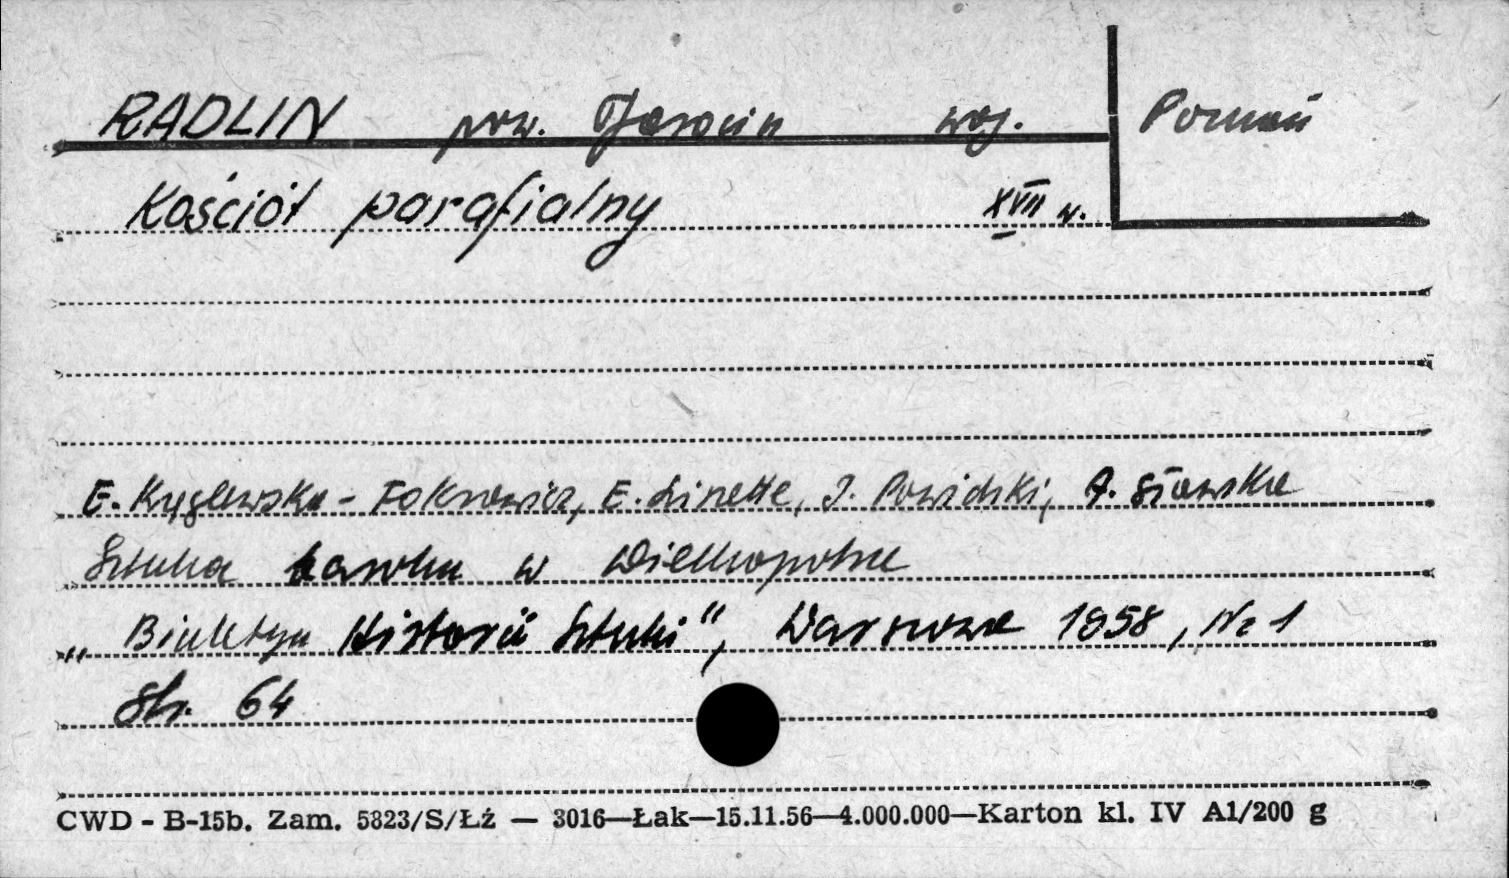 RADLIN pow. Jarocin woj. Poznań
Kościół parafialny XVII w.
E. Kręglewska-Foksowicz, E. Linette, J. Powidzki, A. Sławska
Sztuka baroku w Wielkopolsce
„Biuletyn Historii Sztuki", Warszawa 1958, Nr 1
Str. 64
CWD - B-15b. Zam. 5823/S/Łż — 3016—Łak—15.11.56—4.000.000—Karton kl. IV A1/200 g